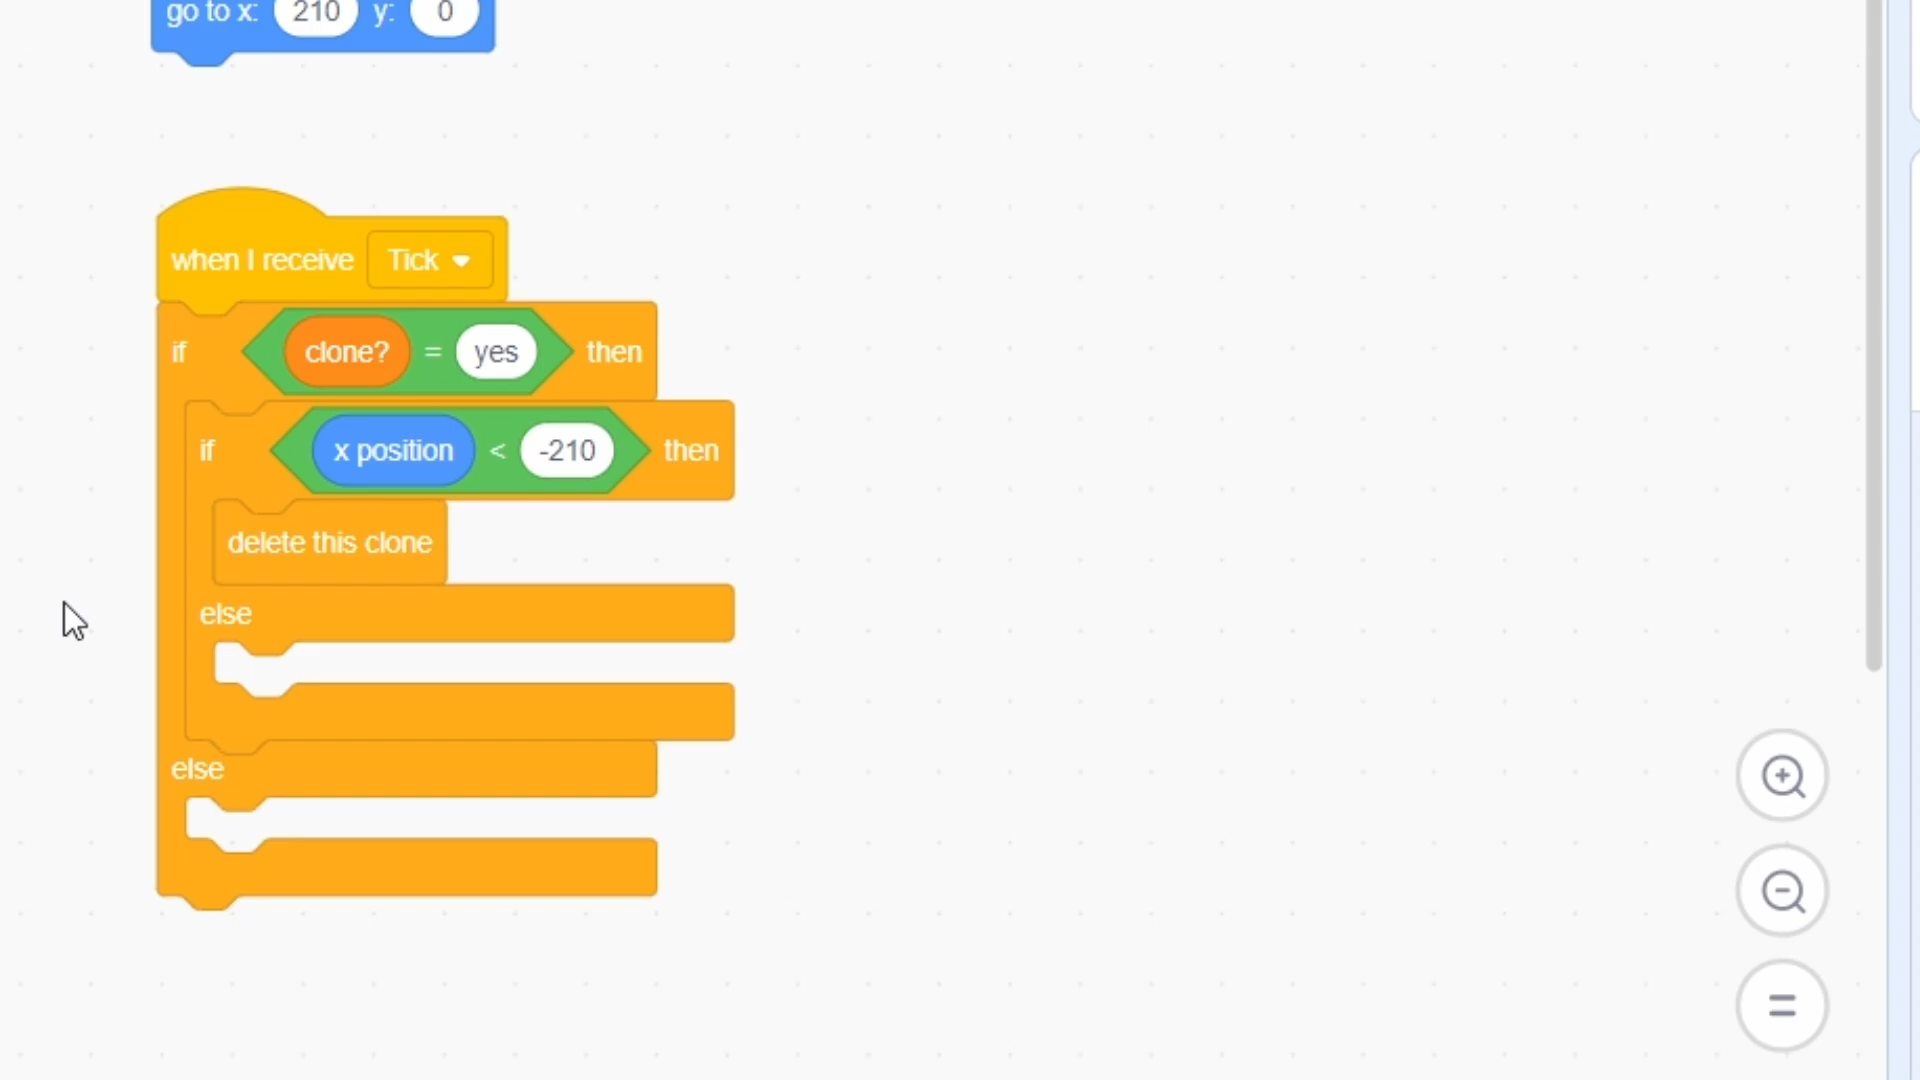 go to x: 210 y: 0
when I receive Tick
if clone? = yes then
if x position < -210 then
delete this clone
else
else